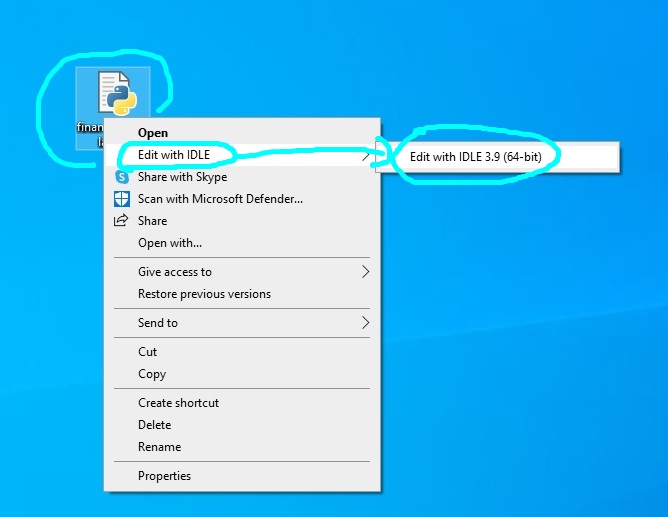 Open
Edit with IDLE
Edit with IDLE 3.9 (64-bit)
Share with Skype
Scan with Microsoft Defender...
Share
Open with...
Give access to
Restore previous versions
Send to
Cut
Copy
Create shortcut
Delete
Rename
Properties